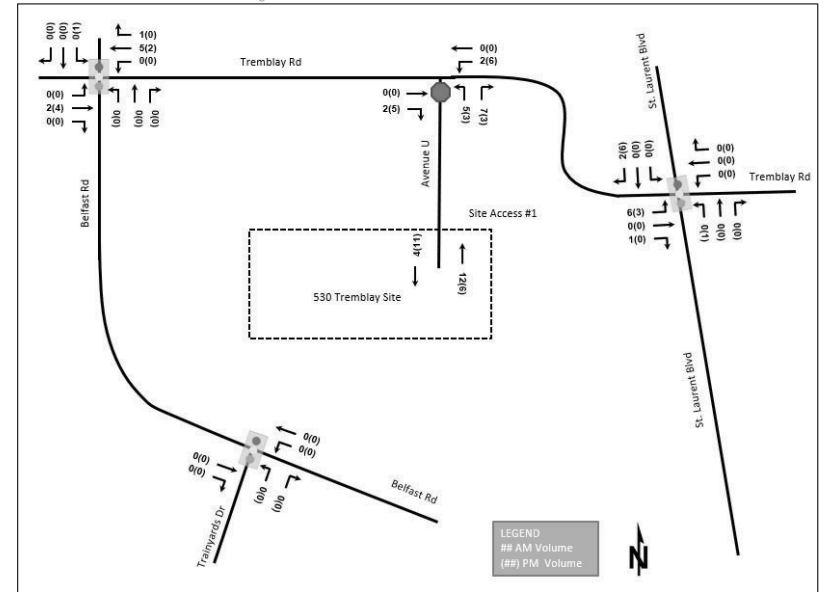 0(0)
0(0)
0(1)
1(0)
5(2)
0(0)
Tremblay Rd
0(0)
2(6)
0(0)
2(4)
0(0)
0(0)
0(0)
0(0)
0(0)
2(5)
5(3)
7(3)
Belfast Rd
Avenue U
St. Laurent Blvd
2(6)
0(0)
0(0)
0(0)
0(0)
0(0)
Tremblay Rd
6(3)
0(0)
1(0)
0(1)
0(0)
0(0)
Site Access #1
4(11)
12(6)
530 Tremblay Site
St. Laurent Blvd
0(0)
0(0)
0(0)
0(0)
0(0)
0(0)
Belfast Rd
Trainyards Dr
LEGEND
## AM Volume
(##) PM Volume
N